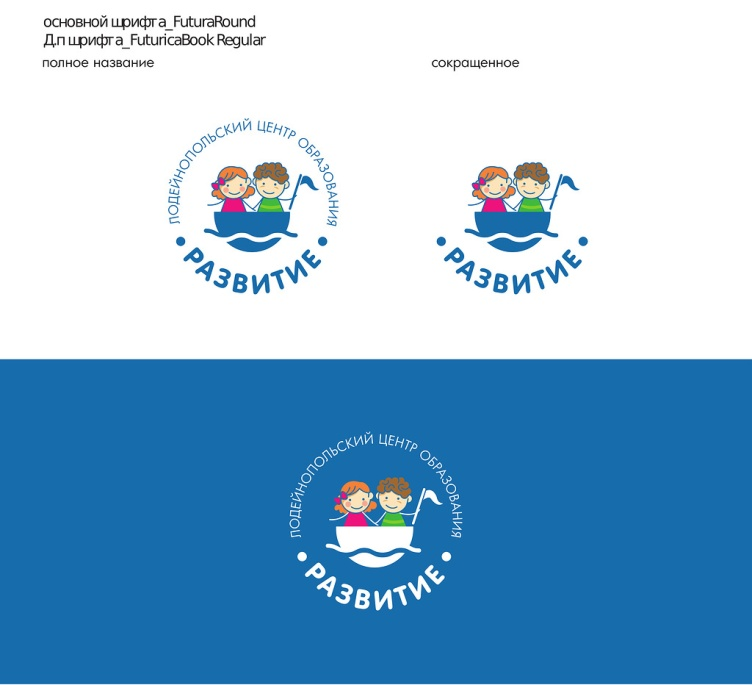 основной шрифта_FuturaRound
Д.п шрифта_FuturicaBook Regular
полное название
сокращенное
ЛОДЕЙНОПОЛЬСКИЙ ЦЕНТР ОБРАЗОВАНИЯ
РАЗВИТИЕ
РАЗВИТИЕ
ЛОДЕЙНОПОЛЬСКИЙ ЦЕНТР ОБРАЗОВАНИЯ
РАЗВИТИЕ